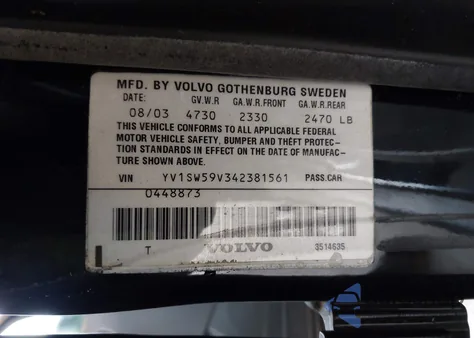 MFD. BY VOLVO GOTHENBURG SWEDEN
DATE: G.V.W.R GA.W.R.FRONT GA.W.R.REAR
08/03 4730 2330 2470 LB
THIS VEHICLE CONFORMS TO ALL APPLICABLE FEDERAL
MOTOR VEHICLE SAFETY, BUMPER AND THEFT PROTEC-
TION STANDARDS IN EFFECT ON THE DATE OF MANUFAC-
TURE SHOWN ABOVE.
VIN YV1SW59V342381561 PASS.CAR
0448873
T VOLVO 3514635